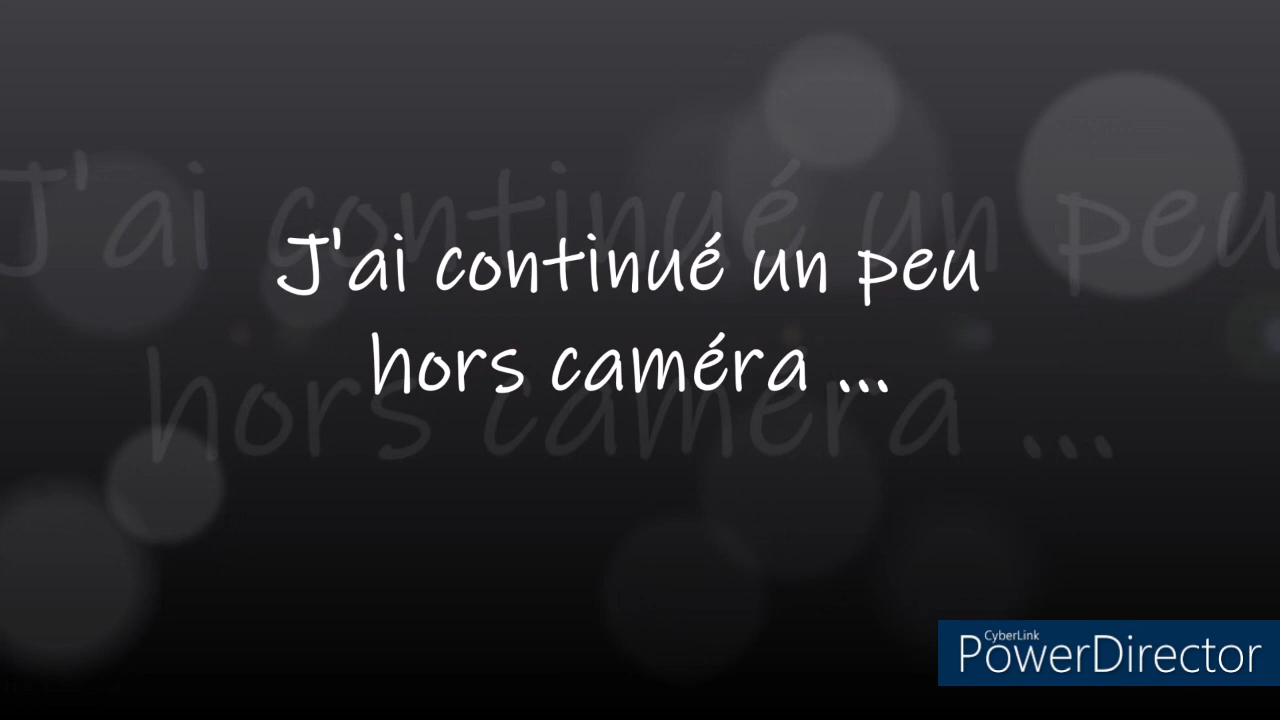 J'ai continué un peu
hors caméra ...
CyberLink
PowerDirector